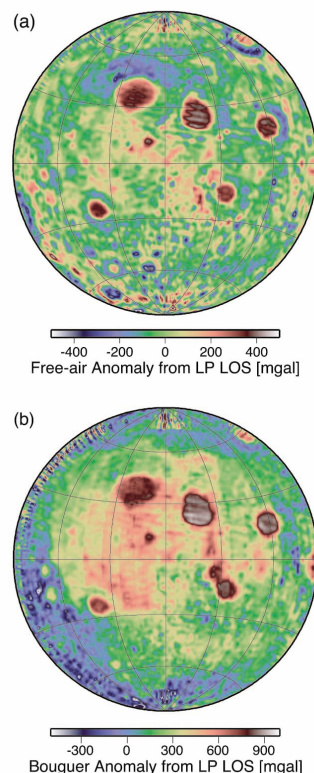 (a)
-400 -200 0 200 400
Free-air Anomaly from LP LOS [mgal]
(b)
-300 0 300 600 900
Bouguer Anomaly from LP LOS [mgal]